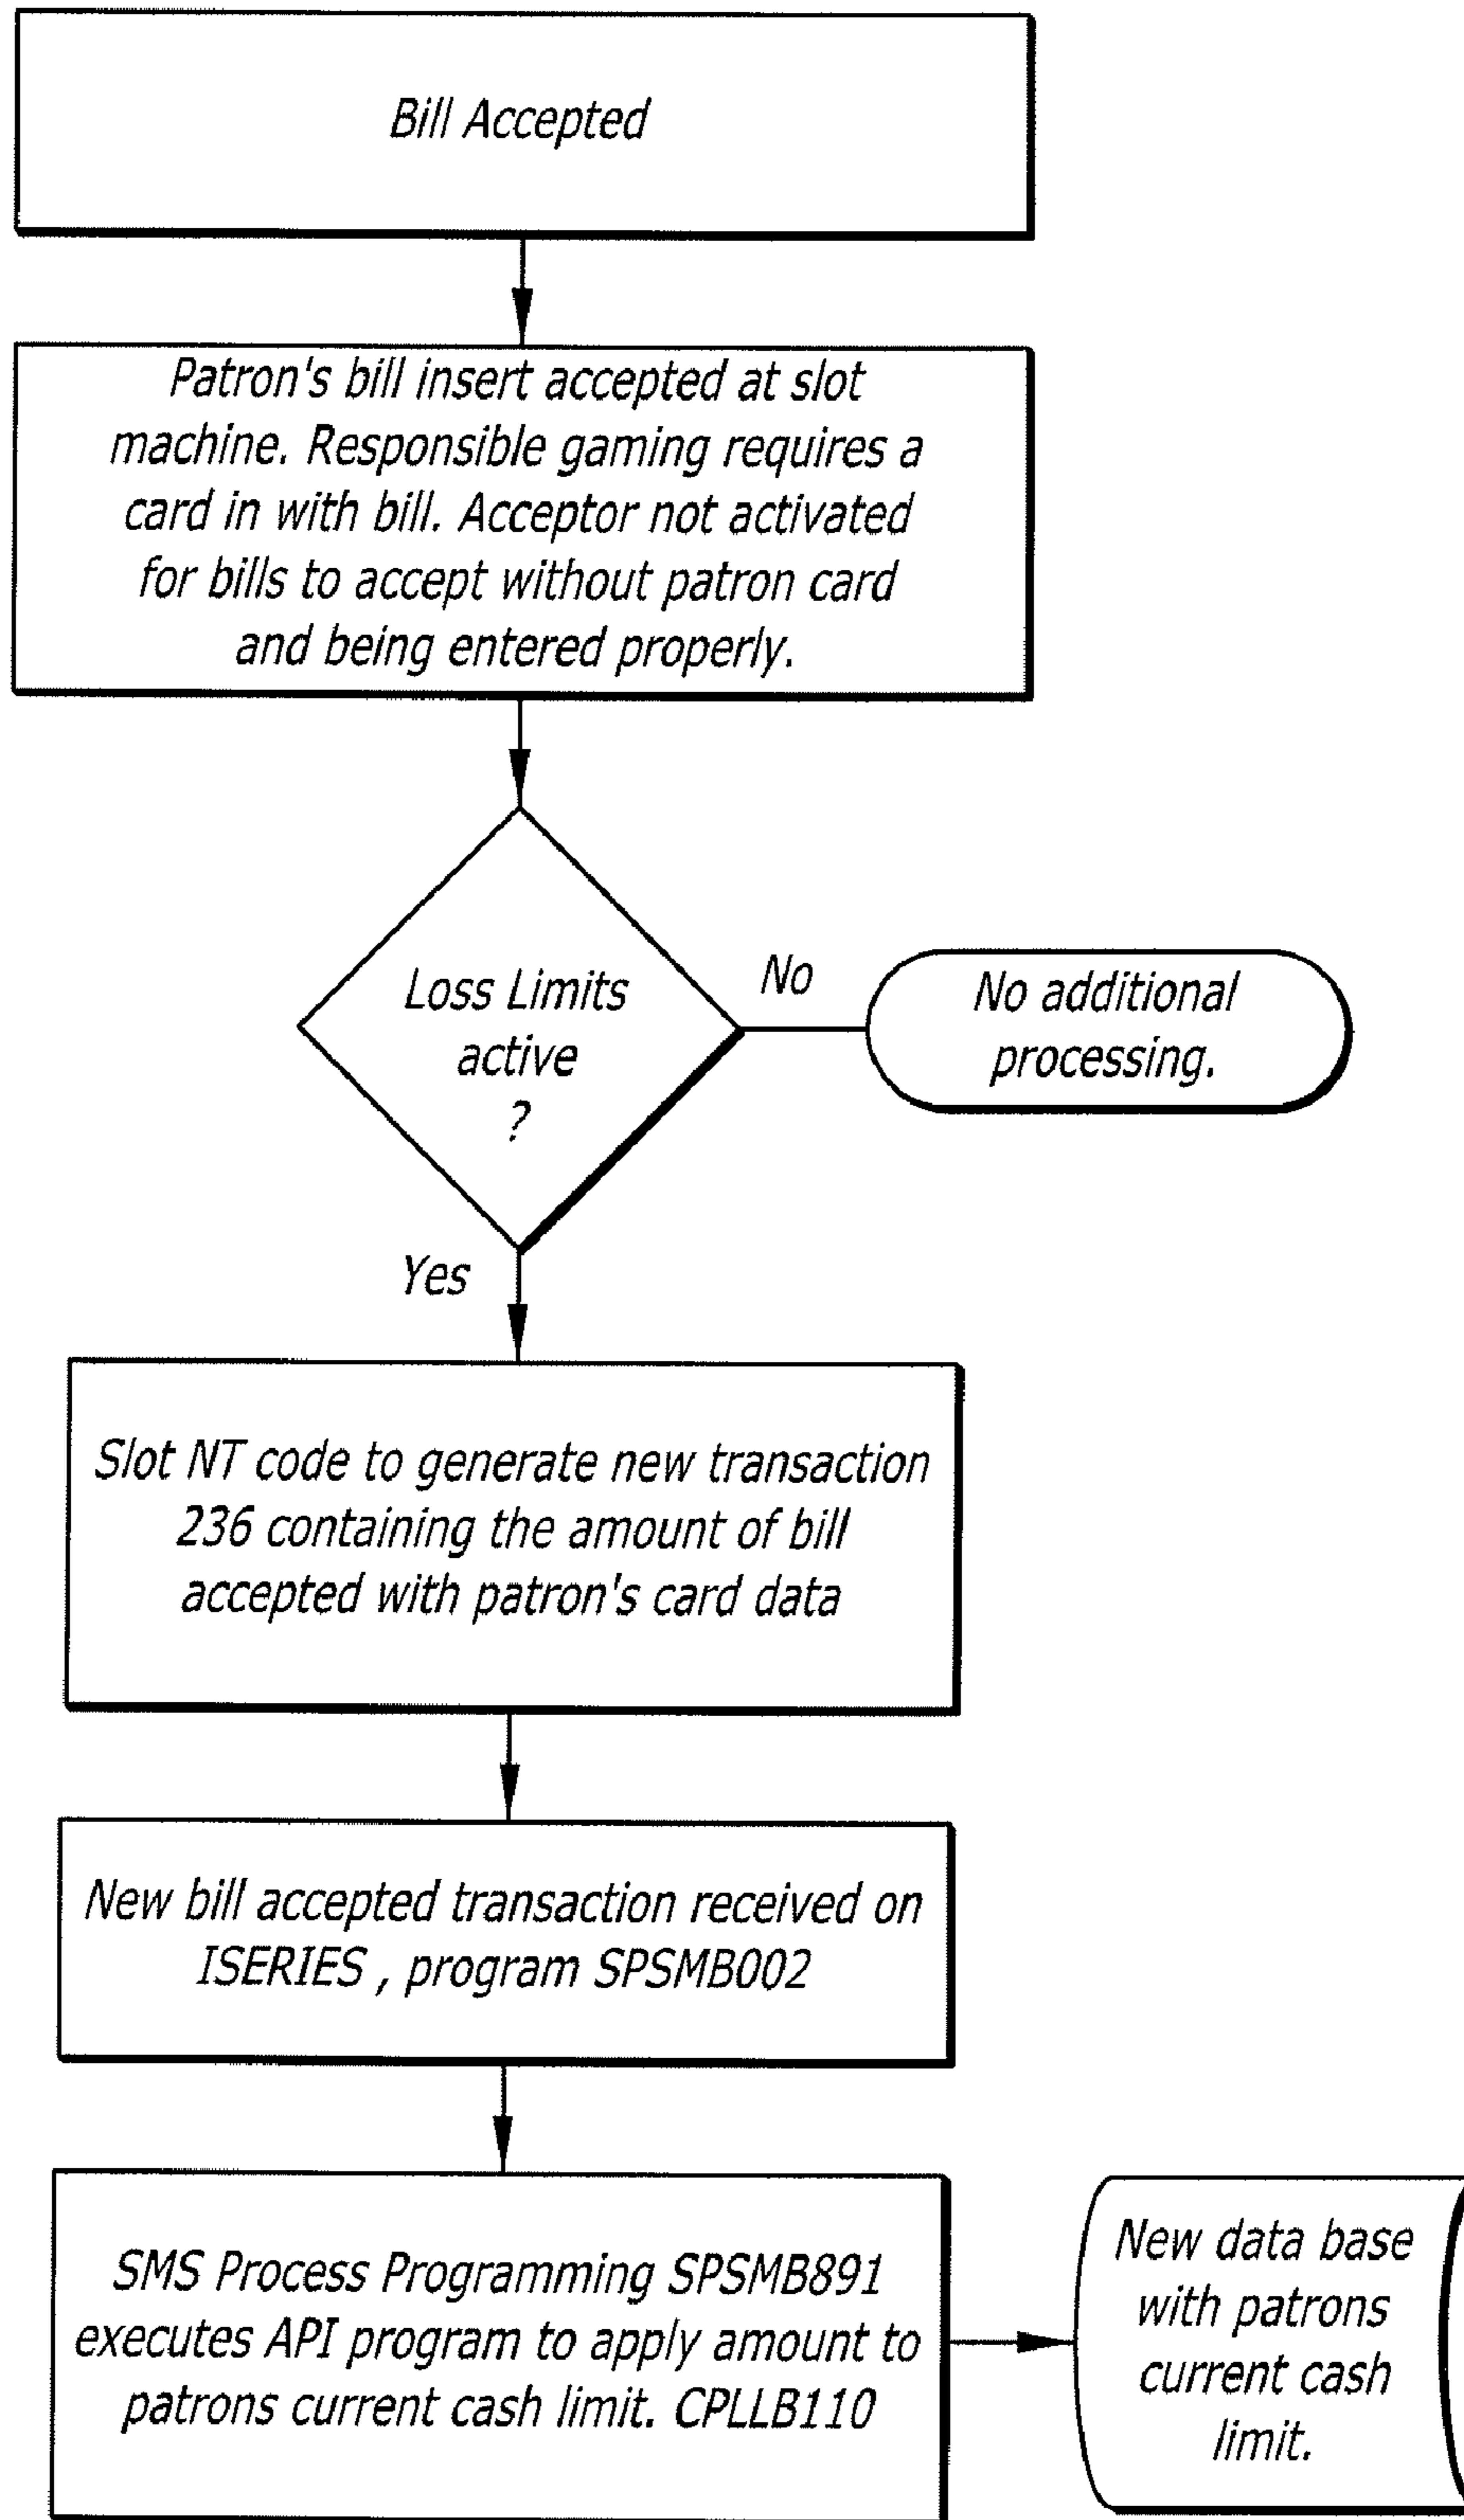 Bill Accepted
Patron's bill insert accepted at slot
machine. Responsible gaming requires a
card in with bill. Acceptor not activated
for bills to accept without patron card
and being entered properly.
Loss Limits
active
?
No
No additional
processing.
Yes
Slot NT code to generate new transaction
236 containing the amount of bill
accepted with patron's card data
New bill accepted transaction received on
ISERIES , program SPSMB002
SMS Process Programming SPSMB891
executes API program to apply amount to
patrons current cash limit. CPLLB110
New data base
with patrons
current cash
limit.